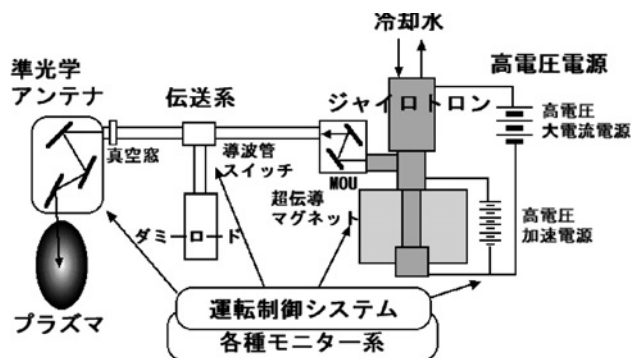 冷却水
準光学
アンテナ
伝送系
ジャイロトロン
高電圧電源
高電圧
大電流電源
真空窓
導波管
スイッチ
MOU
超伝導
マグネット
ダミーロード
高電圧
加速電源
プラズマ
運転制御システム
各種モニター系